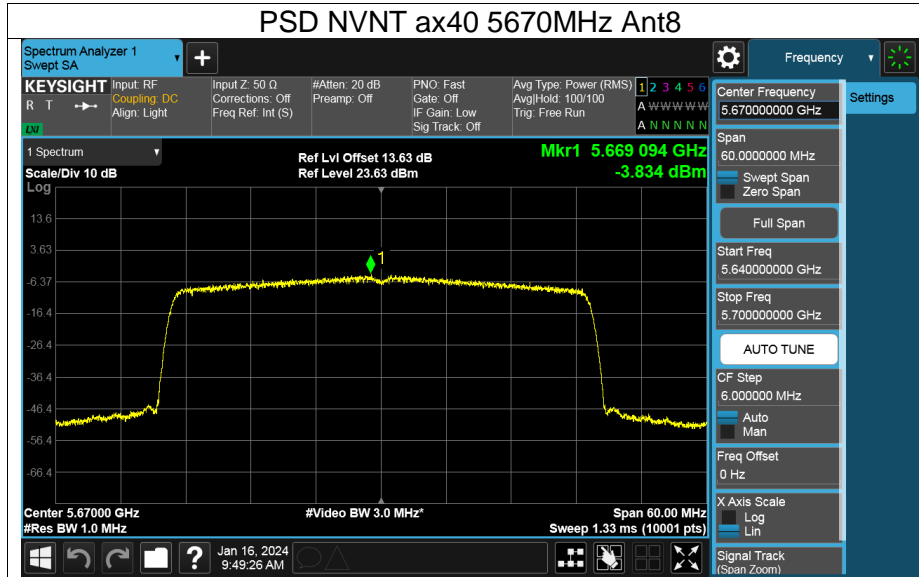 PSD NVNT ax40 5670MHz Ant8
Spectrum Analyzer 1
Swept SA
+
Frequency
KEYSIGHT
R T
LXI
Input: RF
Coupling: DC
Align: Light
Input Z: 50 Ω
Corrections: Off
Freq Ref: Int (S)
#Atten: 20 dB
Preamp: Off
PNO: Fast
Gate: Off
IF Gain: Low
Sig Track: Off
Avg Type: Power (RMS)
Avg|Hold: 100/100
Trig: Free Run
1 2 3 4 5 6
A W W W W W
A N N N N N
Center Frequency
5.670000000 GHz
Settings
Span
60.0000000 MHz
Swept Span
Zero Span
Full Span
Start Freq
5.640000000 GHz
Stop Freq
5.700000000 GHz
AUTO TUNE
CF Step
6.000000 MHz
Auto
Man
Freq Offset
0 Hz
X Axis Scale
Log
Lin
Signal Track
(Span Zoom)
1 Spectrum
Scale/Div 10 dB
Log
Ref Lvl Offset 13.63 dB
Ref Level 23.63 dBm
Mkr1 5.669 094 GHz
-3.834 dBm
13.6
3.63
-6.37
-16.4
-26.4
-36.4
-46.4
-56.4
-66.4
1
Center 5.67000 GHz
#Res BW 1.0 MHz
#Video BW 3.0 MHz*
Span 60.00 MHz
Sweep 1.33 ms (10001 pts)
?
Jan 16, 2024
9:49:26 AM